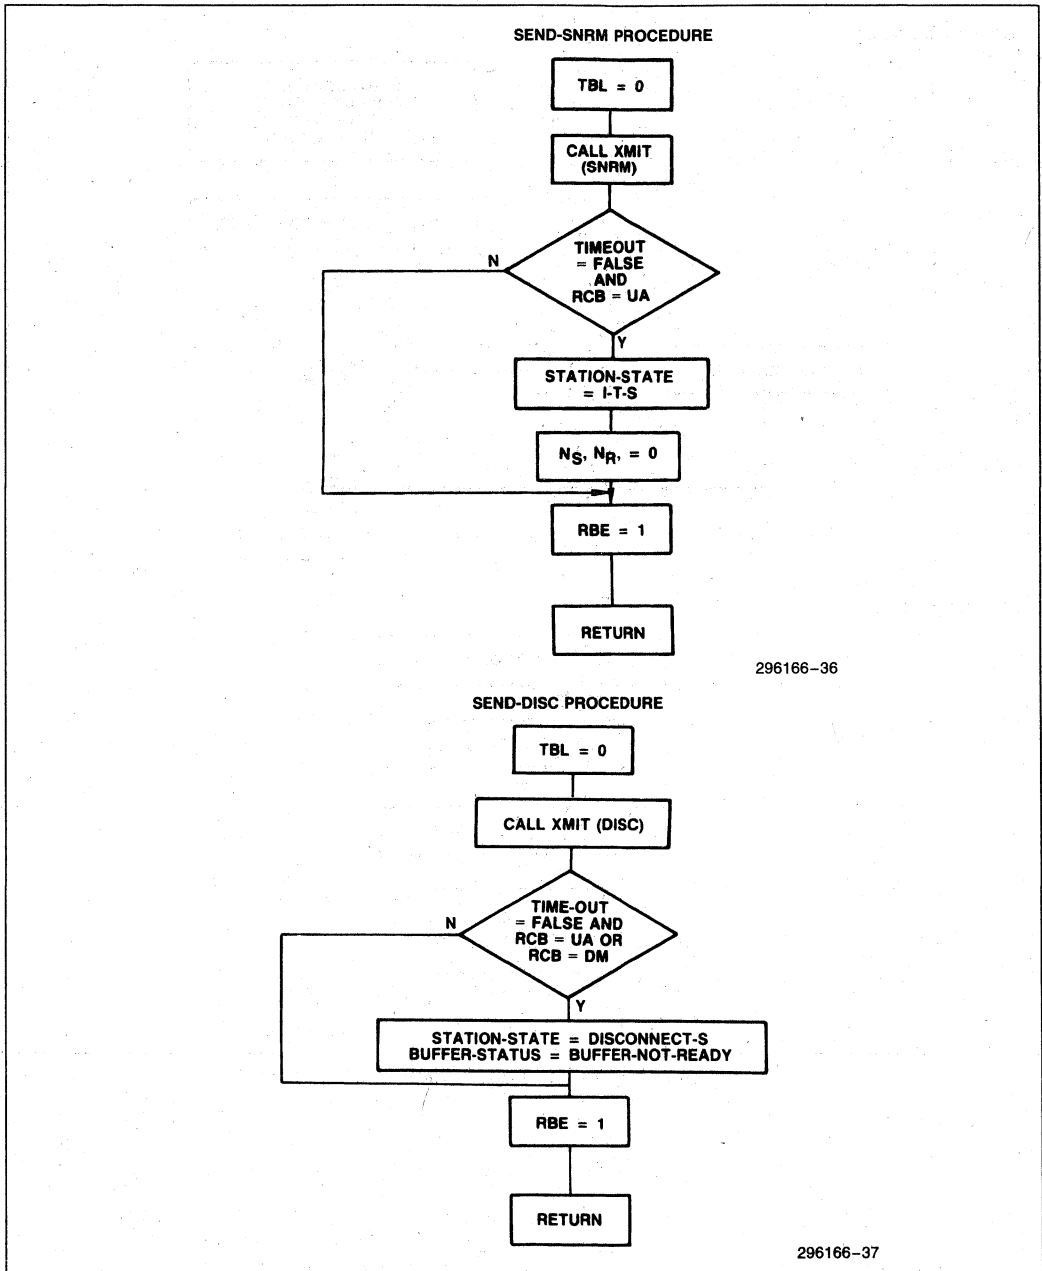 SEND-SNRM PROCEDURE
TBL = 0
CALL XMIT
(SNRM)
TIMEOUT
= FALSE
AND
RCB = UA
N
Y
STATION-STATE
= I-T-S
NS, NR, = 0
RBE = 1
RETURN
296166-36
SEND-DISC PROCEDURE
TBL = 0
CALL XMIT (DISC)
TIME-OUT
= FALSE AND
RCB = UA OR
RCB = DM
N
Y
STATION-STATE = DISCONNECT-S
BUFFER-STATUS = BUFFER-NOT-READY
RBE = 1
RETURN
296166-37